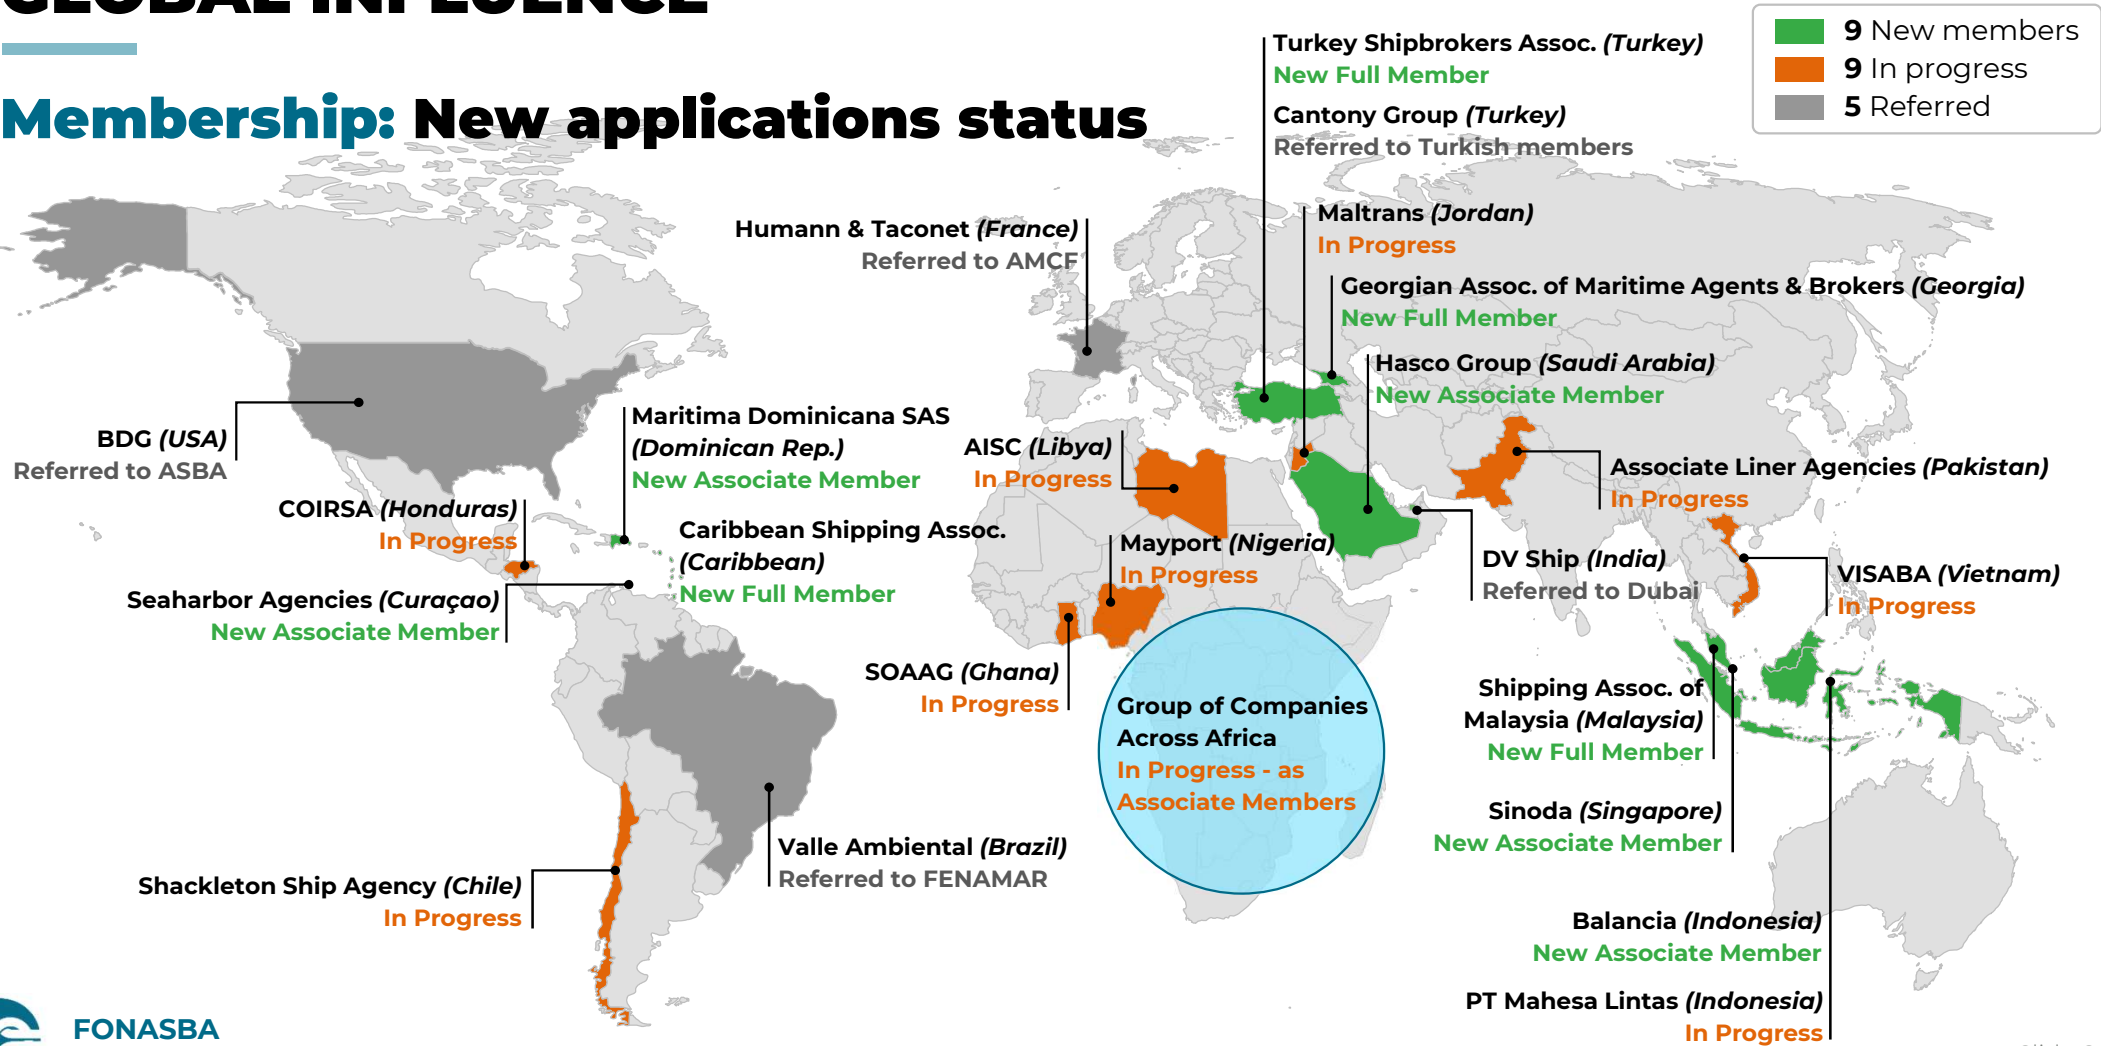 GLOBAL INFLUENCE
Membership: New applications status
9 New members
9 In progress
5 Referred
Turkey Shipbrokers Assoc. (Turkey)
New Full Member
Cantony Group (Turkey)
Referred to Turkish members
Humann & Taconet (France)
Referred to AMCF
Maltrans (Jordan)
In Progress
Georgian Assoc. of Maritime Agents & Brokers (Georgia)
New Full Member
Hasco Group (Saudi Arabia)
New Associate Member
BDG (USA)
Referred to ASBA
Maritima Dominicana SAS
(Dominican Rep.)
New Associate Member
AISC (Libya)
In Progress
Associate Liner Agencies (Pakistan)
In Progress
COIRSA (Honduras)
In Progress
Caribbean Shipping Assoc.
(Caribbean)
New Full Member
Mayport (Nigeria)
In Progress
DV Ship (India)
Referred to Dubai
VISABA (Vietnam)
In Progress
Seaharbor Agencies (Curaçao)
New Associate Member
SOAAG (Ghana)
In Progress
Group of Companies
Across Africa
In Progress - as
Associate Members
Shipping Assoc. of
Malaysia (Malaysia)
New Full Member
Sinoda (Singapore)
New Associate Member
Valle Ambiental (Brazil)
Referred to FENAMAR
Shackleton Ship Agency (Chile)
In Progress
Balancia (Indonesia)
New Associate Member
PT Mahesa Lintas (Indonesia)
In Progress
FONASBA